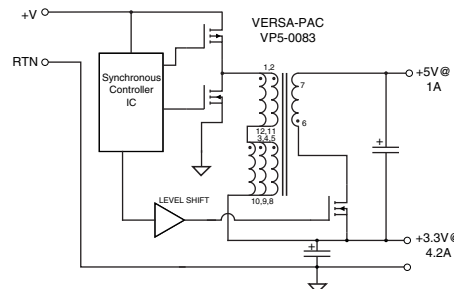 +V
VERSA-PAC
VP5-0083
RTN
Synchronous
Controller
IC
1,2
7
+5V@
1A
6
12,11
3,4,5
10,9,8
LEVEL SHIFT
+
+
+3.3V@
4.2A